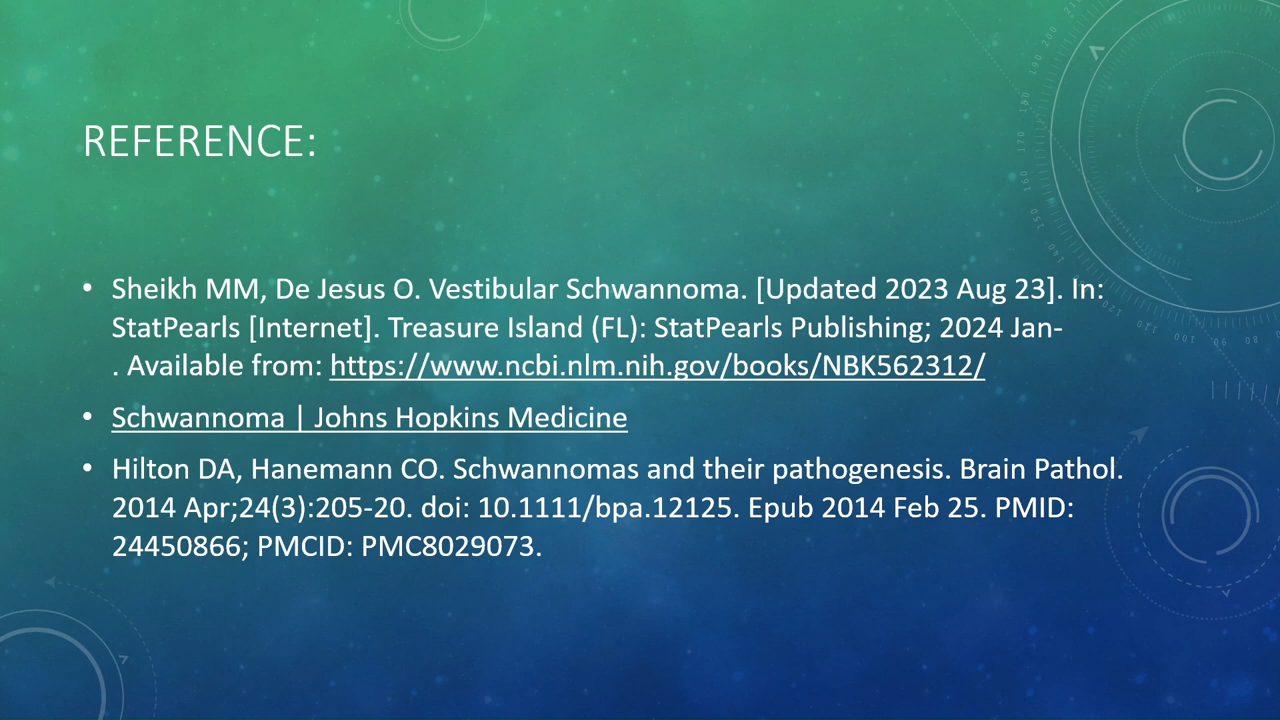 REFERENCE:
• Sheikh MM, De Jesus O. Vestibular Schwannoma. [Updated 2023 Aug 23]. In:
StatPearls [Internet]. Treasure Island (FL): StatPearls Publishing; 2024 Jan-
. Available from: https://www.ncbi.nlm.nih.gov/books/NBK562312/
• Schwannoma | Johns Hopkins Medicine
• Hilton DA, Hanemann CO. Schwannomas and their pathogenesis. Brain Pathol.
2014 Apr;24(3):205-20. doi: 10.1111/bpa.12125. Epub 2014 Feb 25. PMID:
24450866; PMCID: PMC8029073.